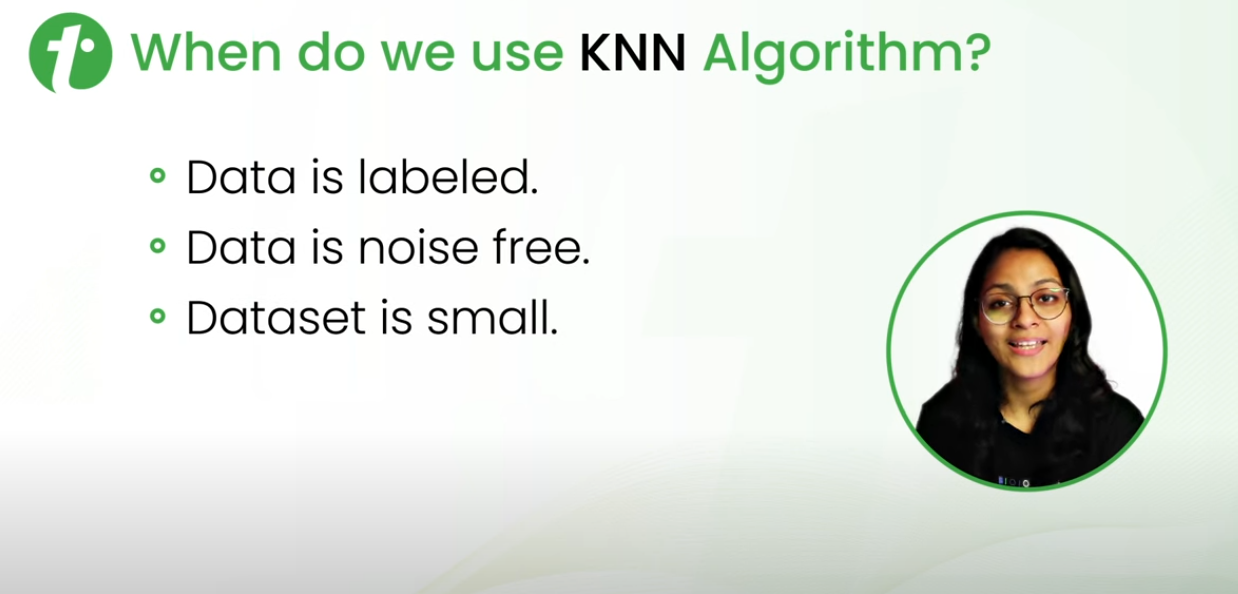 When do we use KNN Algorithm?
Data is labeled.
Data is noise free.
Dataset is small.